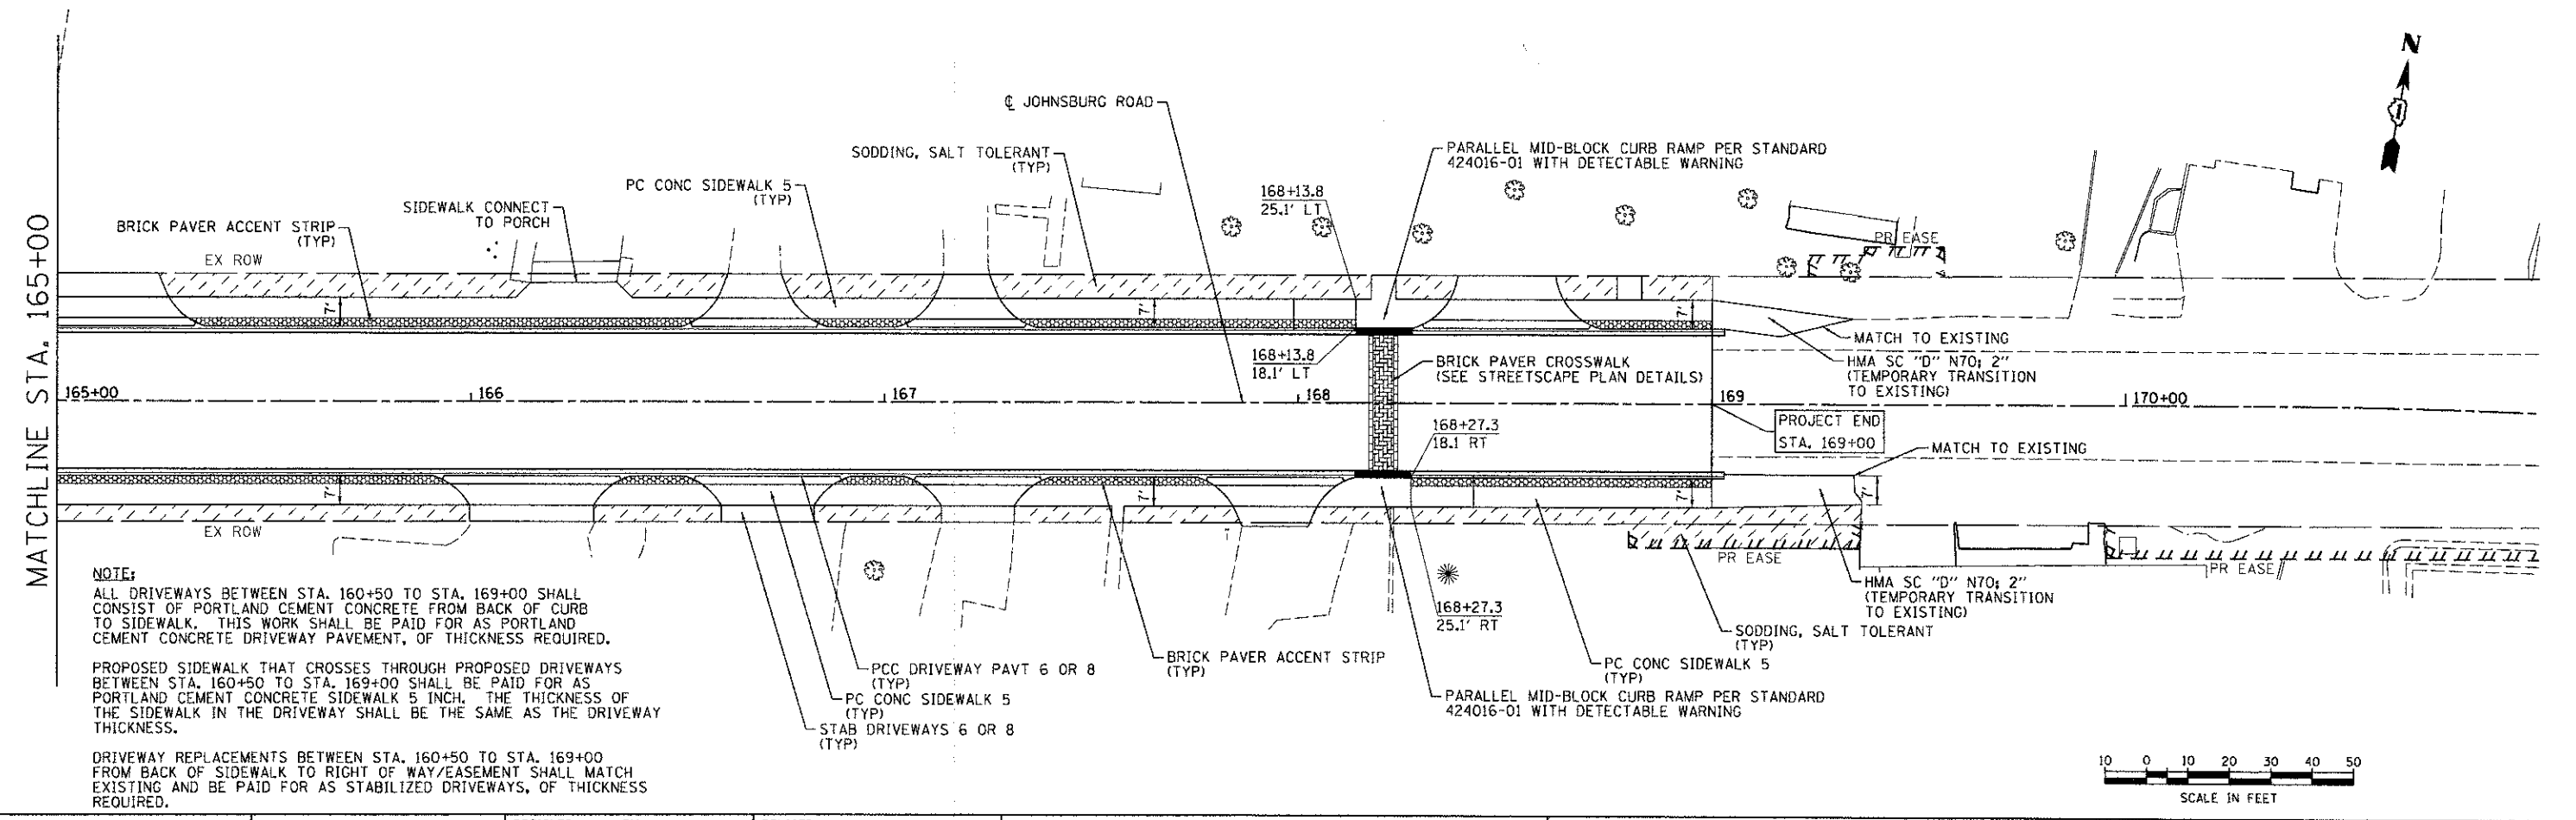 N
℄ JOHNSBURG ROAD
SODDING, SALT TOLERANT
(TYP)
PARALLEL MID-BLOCK CURB RAMP PER STANDARD
424016-01 WITH DETECTABLE WARNING
PC CONC SIDEWALK 5
(TYP)
168+13.8
25.1' LT
SIDEWALK CONNECT
TO PORCH
BRICK PAVER ACCENT STRIP
(TYP)
EX ROW
PR EASE
MATCHLINE STA. 165+00
7'
7'
7'
168+13.8
18.1' LT
BRICK PAVER CROSSWALK
(SEE STREETSCAPE PLAN DETAILS)
MATCH TO EXISTING
HMA SC "D" N70; 2"
(TEMPORARY TRANSITION
TO EXISTING)
165+00
166
167
168
169
170+00
PROJECT END
STA. 169+00
168+27.3
18.1 RT
MATCH TO EXISTING
7'
7'
7'
7'
EX ROW
PR EASE
PR EASE
HMA SC "D" N70; 2"
(TEMPORARY TRANSITION
TO EXISTING)
168+27.3
25.1' RT
SODDING, SALT TOLERANT
(TYP)
BRICK PAVER ACCENT STRIP
(TYP)
PC CONC SIDEWALK 5
(TYP)
PCC DRIVEWAY PAVT 6 OR 8
(TYP)
PC CONC SIDEWALK 5
(TYP)
PARALLEL MID-BLOCK CURB RAMP PER STANDARD
424016-01 WITH DETECTABLE WARNING
STAB DRIVEWAYS 6 OR 8
(TYP)
NOTE:
ALL DRIVEWAYS BETWEEN STA. 160+50 TO STA. 169+00 SHALL
CONSIST OF PORTLAND CEMENT CONCRETE FROM BACK OF CURB
TO SIDEWALK. THIS WORK SHALL BE PAID FOR AS PORTLAND
CEMENT CONCRETE DRIVEWAY PAVEMENT, OF THICKNESS REQUIRED.
PROPOSED SIDEWALK THAT CROSSES THROUGH PROPOSED DRIVEWAYS
BETWEEN STA. 160+50 TO STA. 169+00 SHALL BE PAID FOR AS
PORTLAND CEMENT CONCRETE SIDEWALK 5 INCH. THE THICKNESS OF
THE SIDEWALK IN THE DRIVEWAY SHALL BE THE SAME AS THE DRIVEWAY
THICKNESS.
DRIVEWAY REPLACEMENTS BETWEEN STA. 160+50 TO STA. 169+00
FROM BACK OF SIDEWALK TO RIGHT OF WAY/EASEMENT SHALL MATCH
EXISTING AND BE PAID FOR AS STABILIZED DRIVEWAYS, OF THICKNESS
REQUIRED.
10 0 10 20 30 40 50
SCALE IN FEET